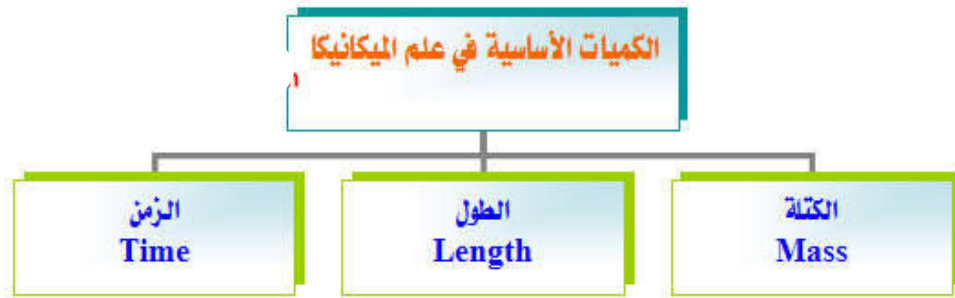 الكميات الأساسية في علم الميكانيكا
الكتلة
Mass
الطول
Length
الزمن
Time